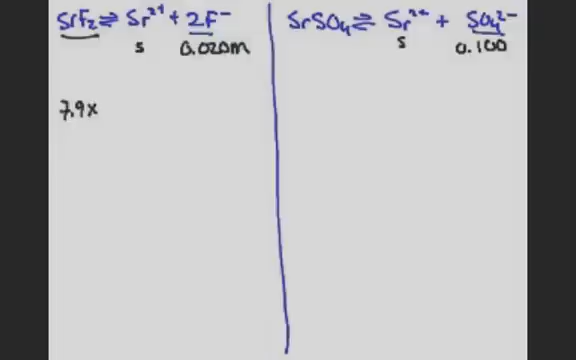 SrF₂ ⇌ Sr²⁺ + 2F⁻
s 0.020M
7.9x
SrSO₄ ⇌ Sr²⁺ + SO₄²⁻
s 0.100